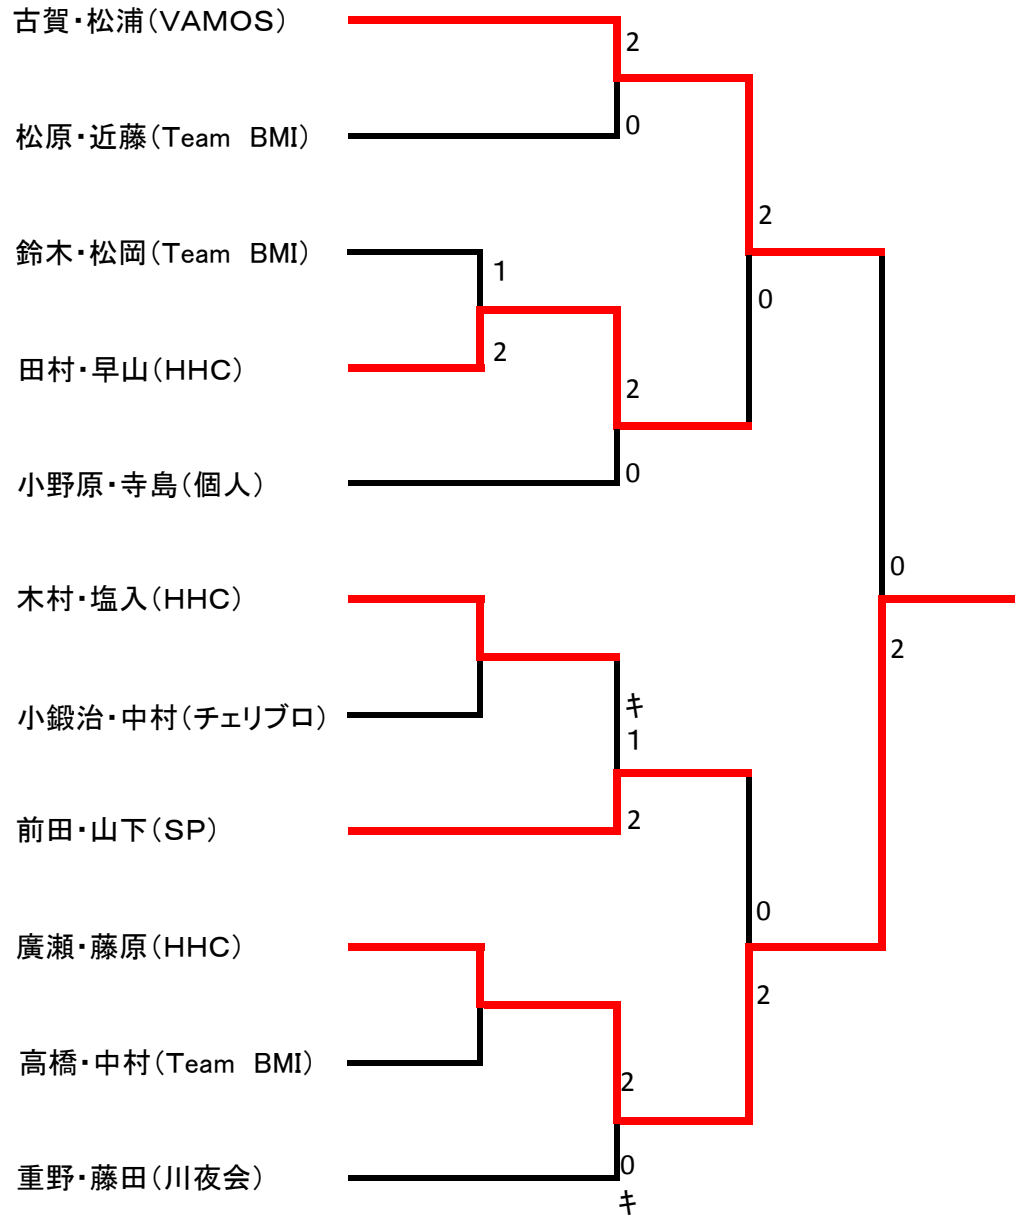 古賀・松浦（VAMOS）
2
0
松原・近藤（Team　BMI）
2
鈴木・松岡（Team　BMI）
1
0
2
田村・早山（HHC）
2
0
小野原・寺島（個人）
0
木村・塩入（HHC）
2
キ
小鍛治・中村（チェリブロ）
1
2
前田・山下（SP）
0
廣瀬・藤原（HHC）
2
高橋・中村（Team　BMI）
2
0
重野・藤田（川夜会）
キ